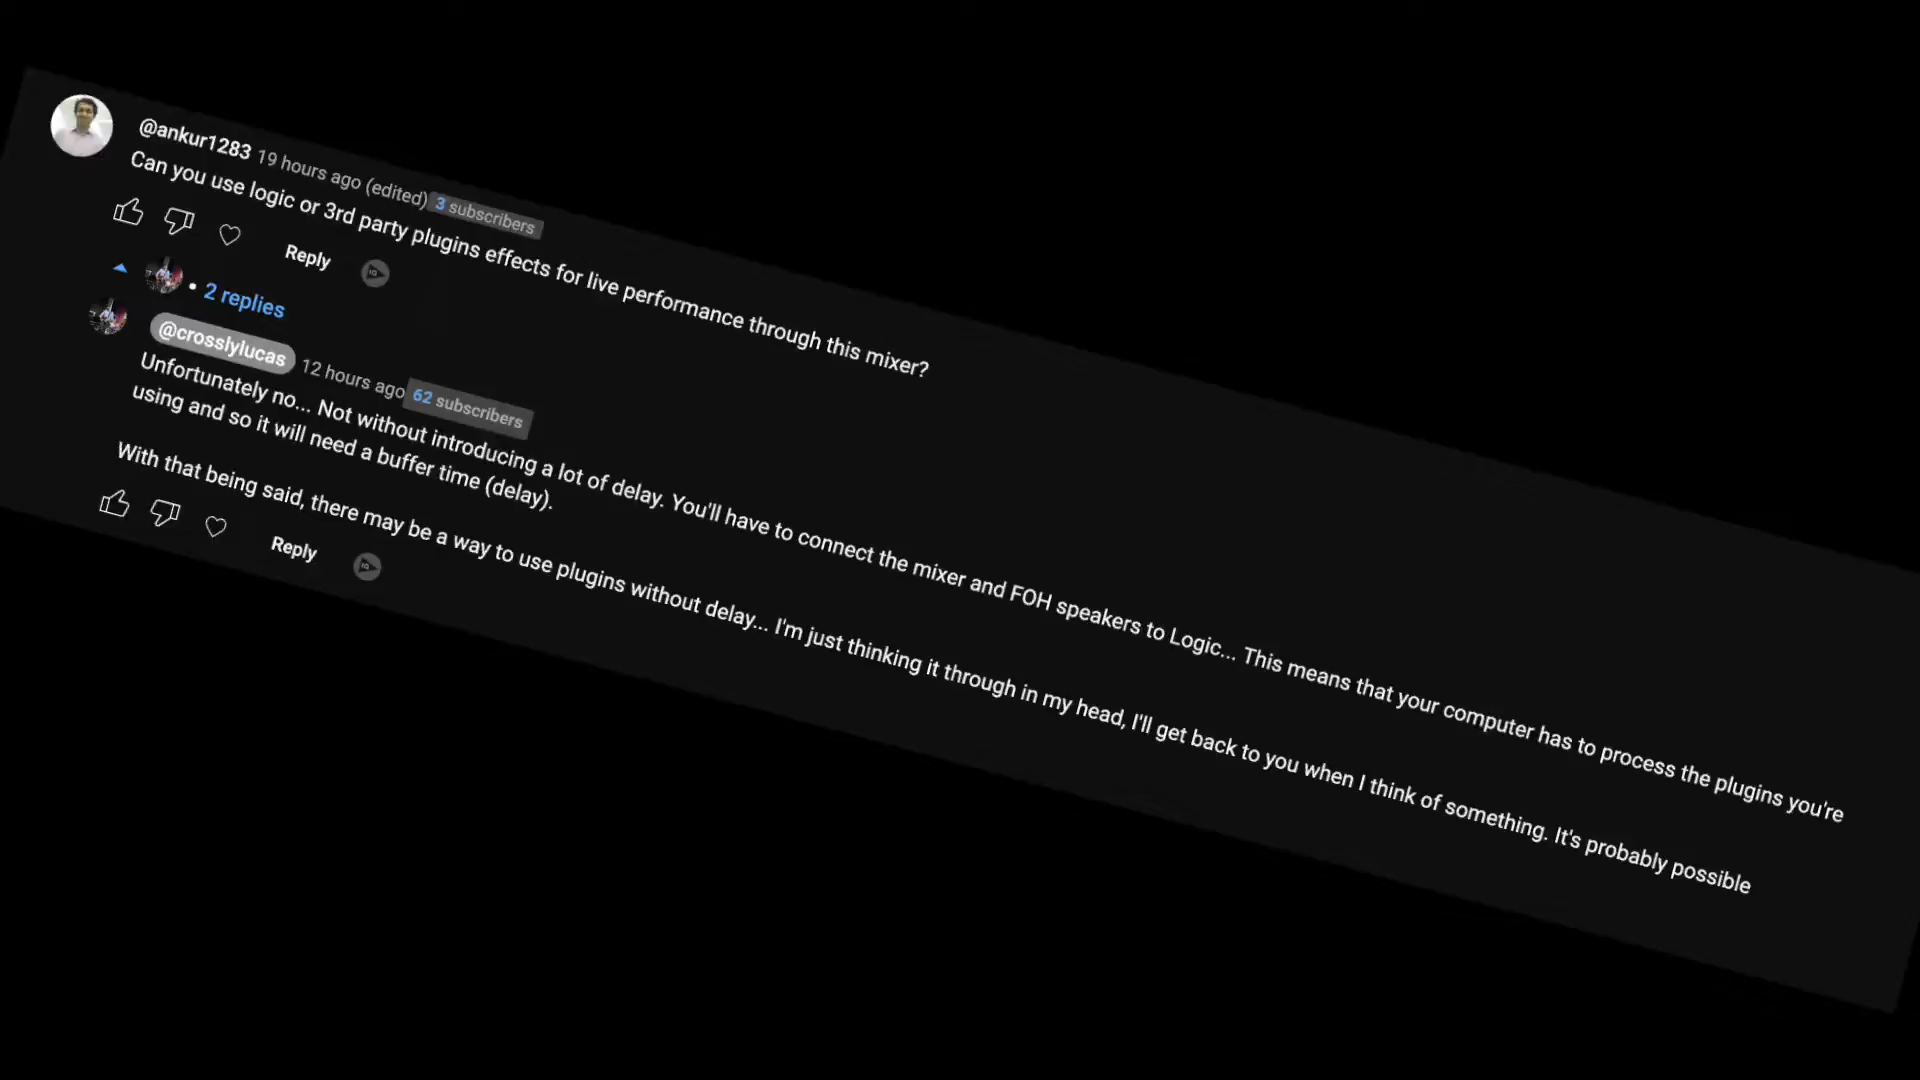 @ankur1283 19 hours ago (edited) 3 subscribers
Can you use logic or 3rd party plugins effects for live performance through this mixer?
Reply
• 2 replies
@crosslylucas 12 hours ago 62 subscribers
Unfortunately no... Not without introducing a lot of delay. You'll have to connect the mixer and FOH speakers to Logic... This means that your computer has to process the plugins you're
using and so it will need a buffer time (delay).
With that being said, there may be a way to use plugins without delay... I'm just thinking it through in my head, I'll get back to you when I think of something. It's probably possible
Reply